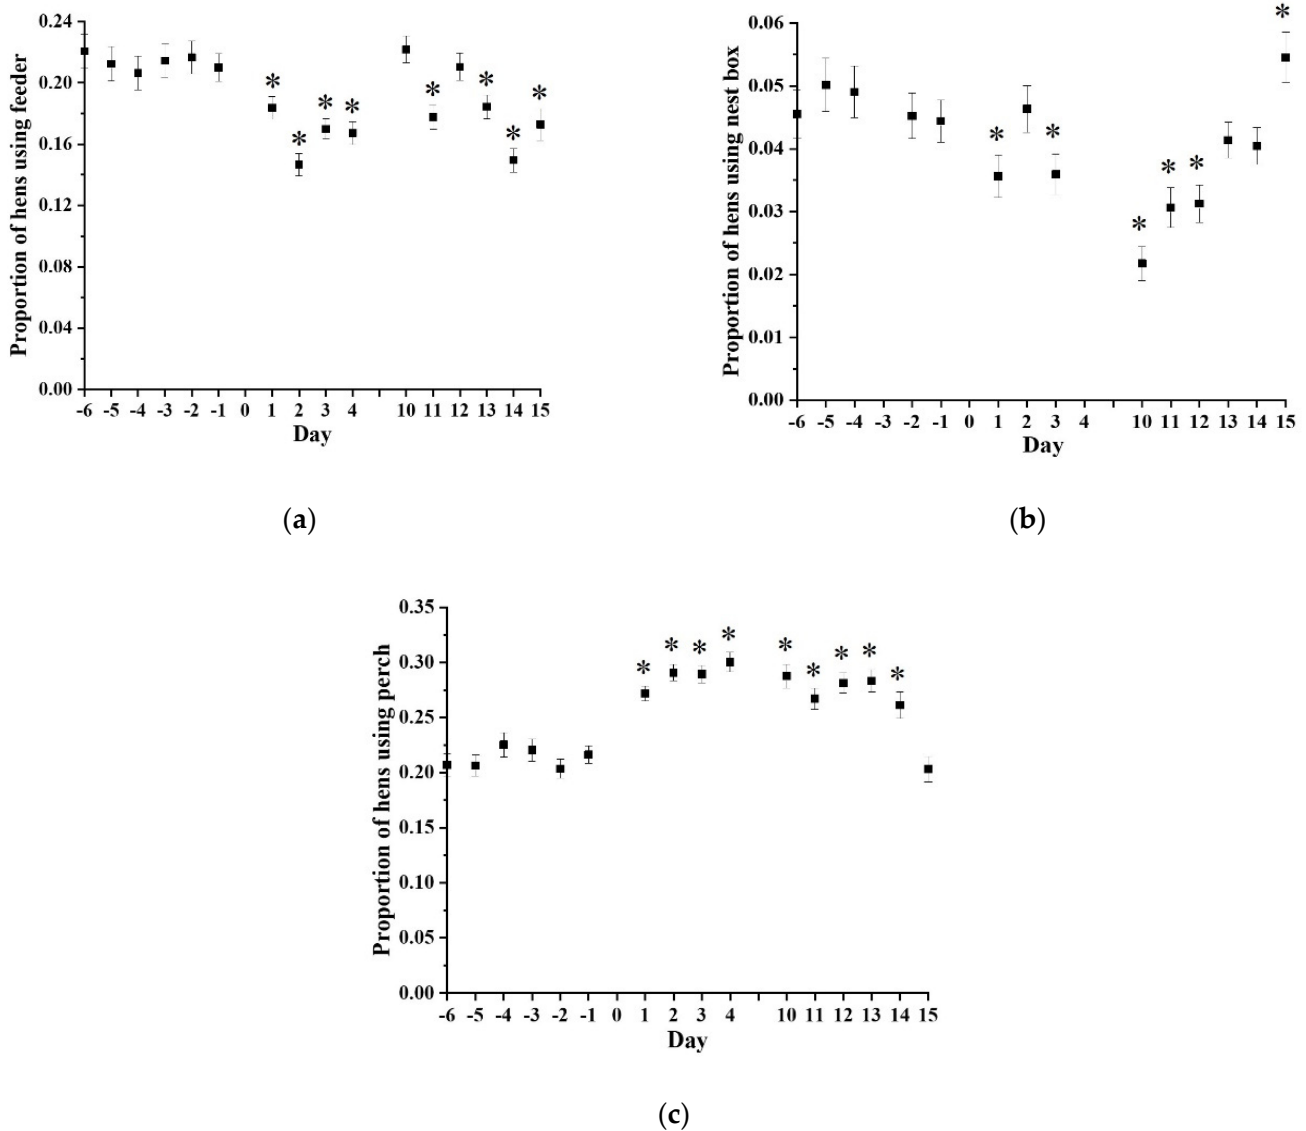 Proportion of hens using feeder
0.24
0.20
0.16
0.12
0.08
0.04
0.00
* * * * * * * *
-6 -5 -4 -3 -2 -1 0 1 2 3 4 10 11 12 13 14 15
Day
(a)
Proportion of hens using nest box
0.06
0.05
0.04
0.03
0.02
0.01
0.00
* * * * * *
-6 -5 -4 -3 -2 -1 0 1 2 3 4 10 11 12 13 14 15
Day
(b)
Proportion of hens using perch
0.35
0.30
0.25
0.20
0.15
0.10
0.05
0.00
* * * * * * * * *
-6 -5 -4 -3 -2 -1 0 1 2 3 4 10 11 12 13 14 15
Day
(c)